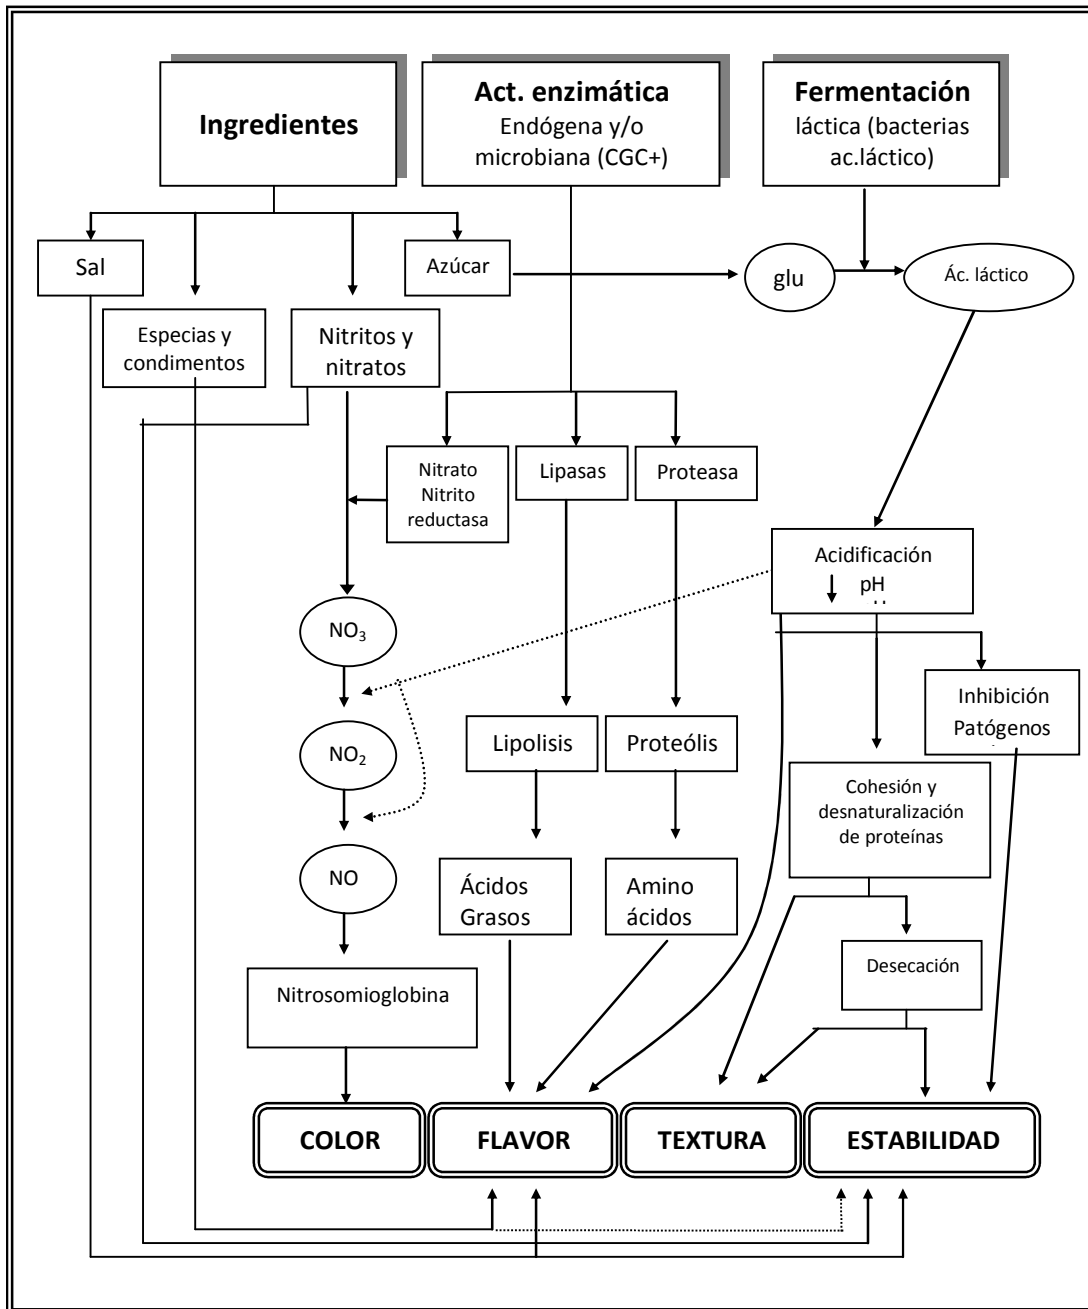 Ingredientes
Act. enzimática
Endógena y/o
microbiana (CGC+)
Fermentación
láctica (bacterias
ac.láctico)
Sal
Azúcar
glu
Ác. láctico
Especias y
condimentos
Nitritos y
nitratos
Nitrato
Nitrito
reductasa
Lipasas
Proteasa
Acidificación
pH
NO₃
Inhibición
Patógenos
NO₂
Lipolisis
Proteólis
Cohesión y
desnaturalización
de proteínas
NO
Ácidos
Grasos
Amino
ácidos
Desecación
Nitrosomioglobina
COLOR
FLAVOR
TEXTURA
ESTABILIDAD